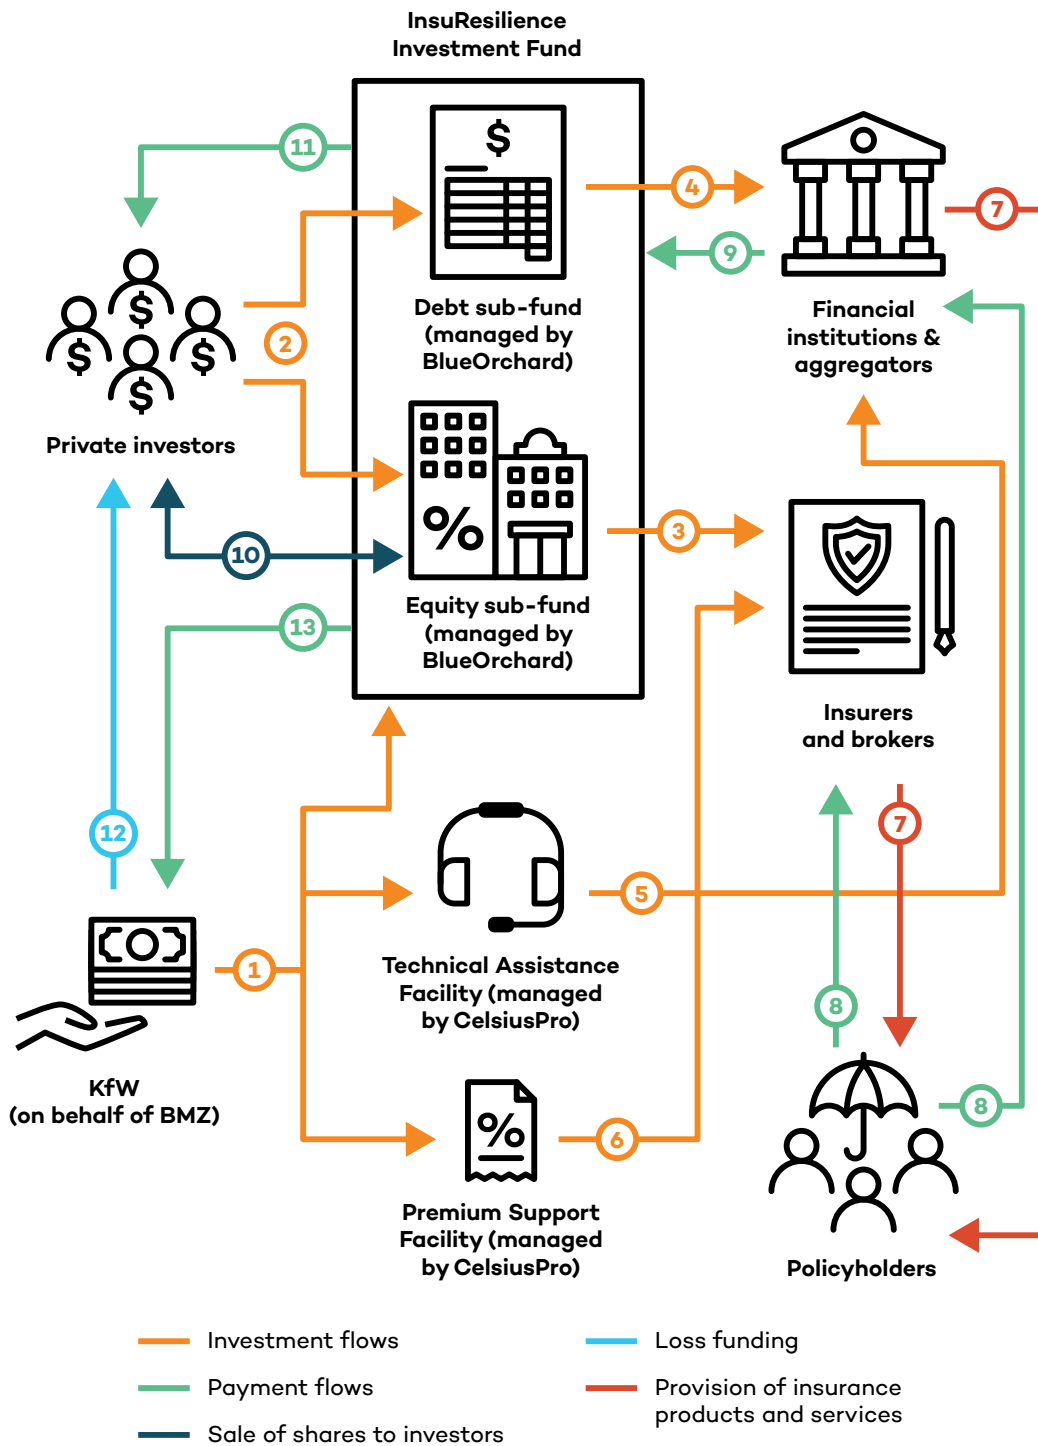 InsuResilience
Investment Fund
11
$
4
7
9
2
$
$
$
$
Private investors
Debt sub-fund
(managed by
BlueOrchard)
Financial
institutions &
aggregators
%
3
10
Equity sub-fund
(managed by
BlueOrchard)
13
Insurers
and brokers
12
7
5
1
Technical Assistance
Facility (managed
by CelsiusPro)
8
KfW
(on behalf of BMZ)
%
6
8
Premium Support
Facility (managed
by CelsiusPro)
Policyholders
Investment flows
Payment flows
Sale of shares to investors
Loss funding
Provision of insurance
products and services